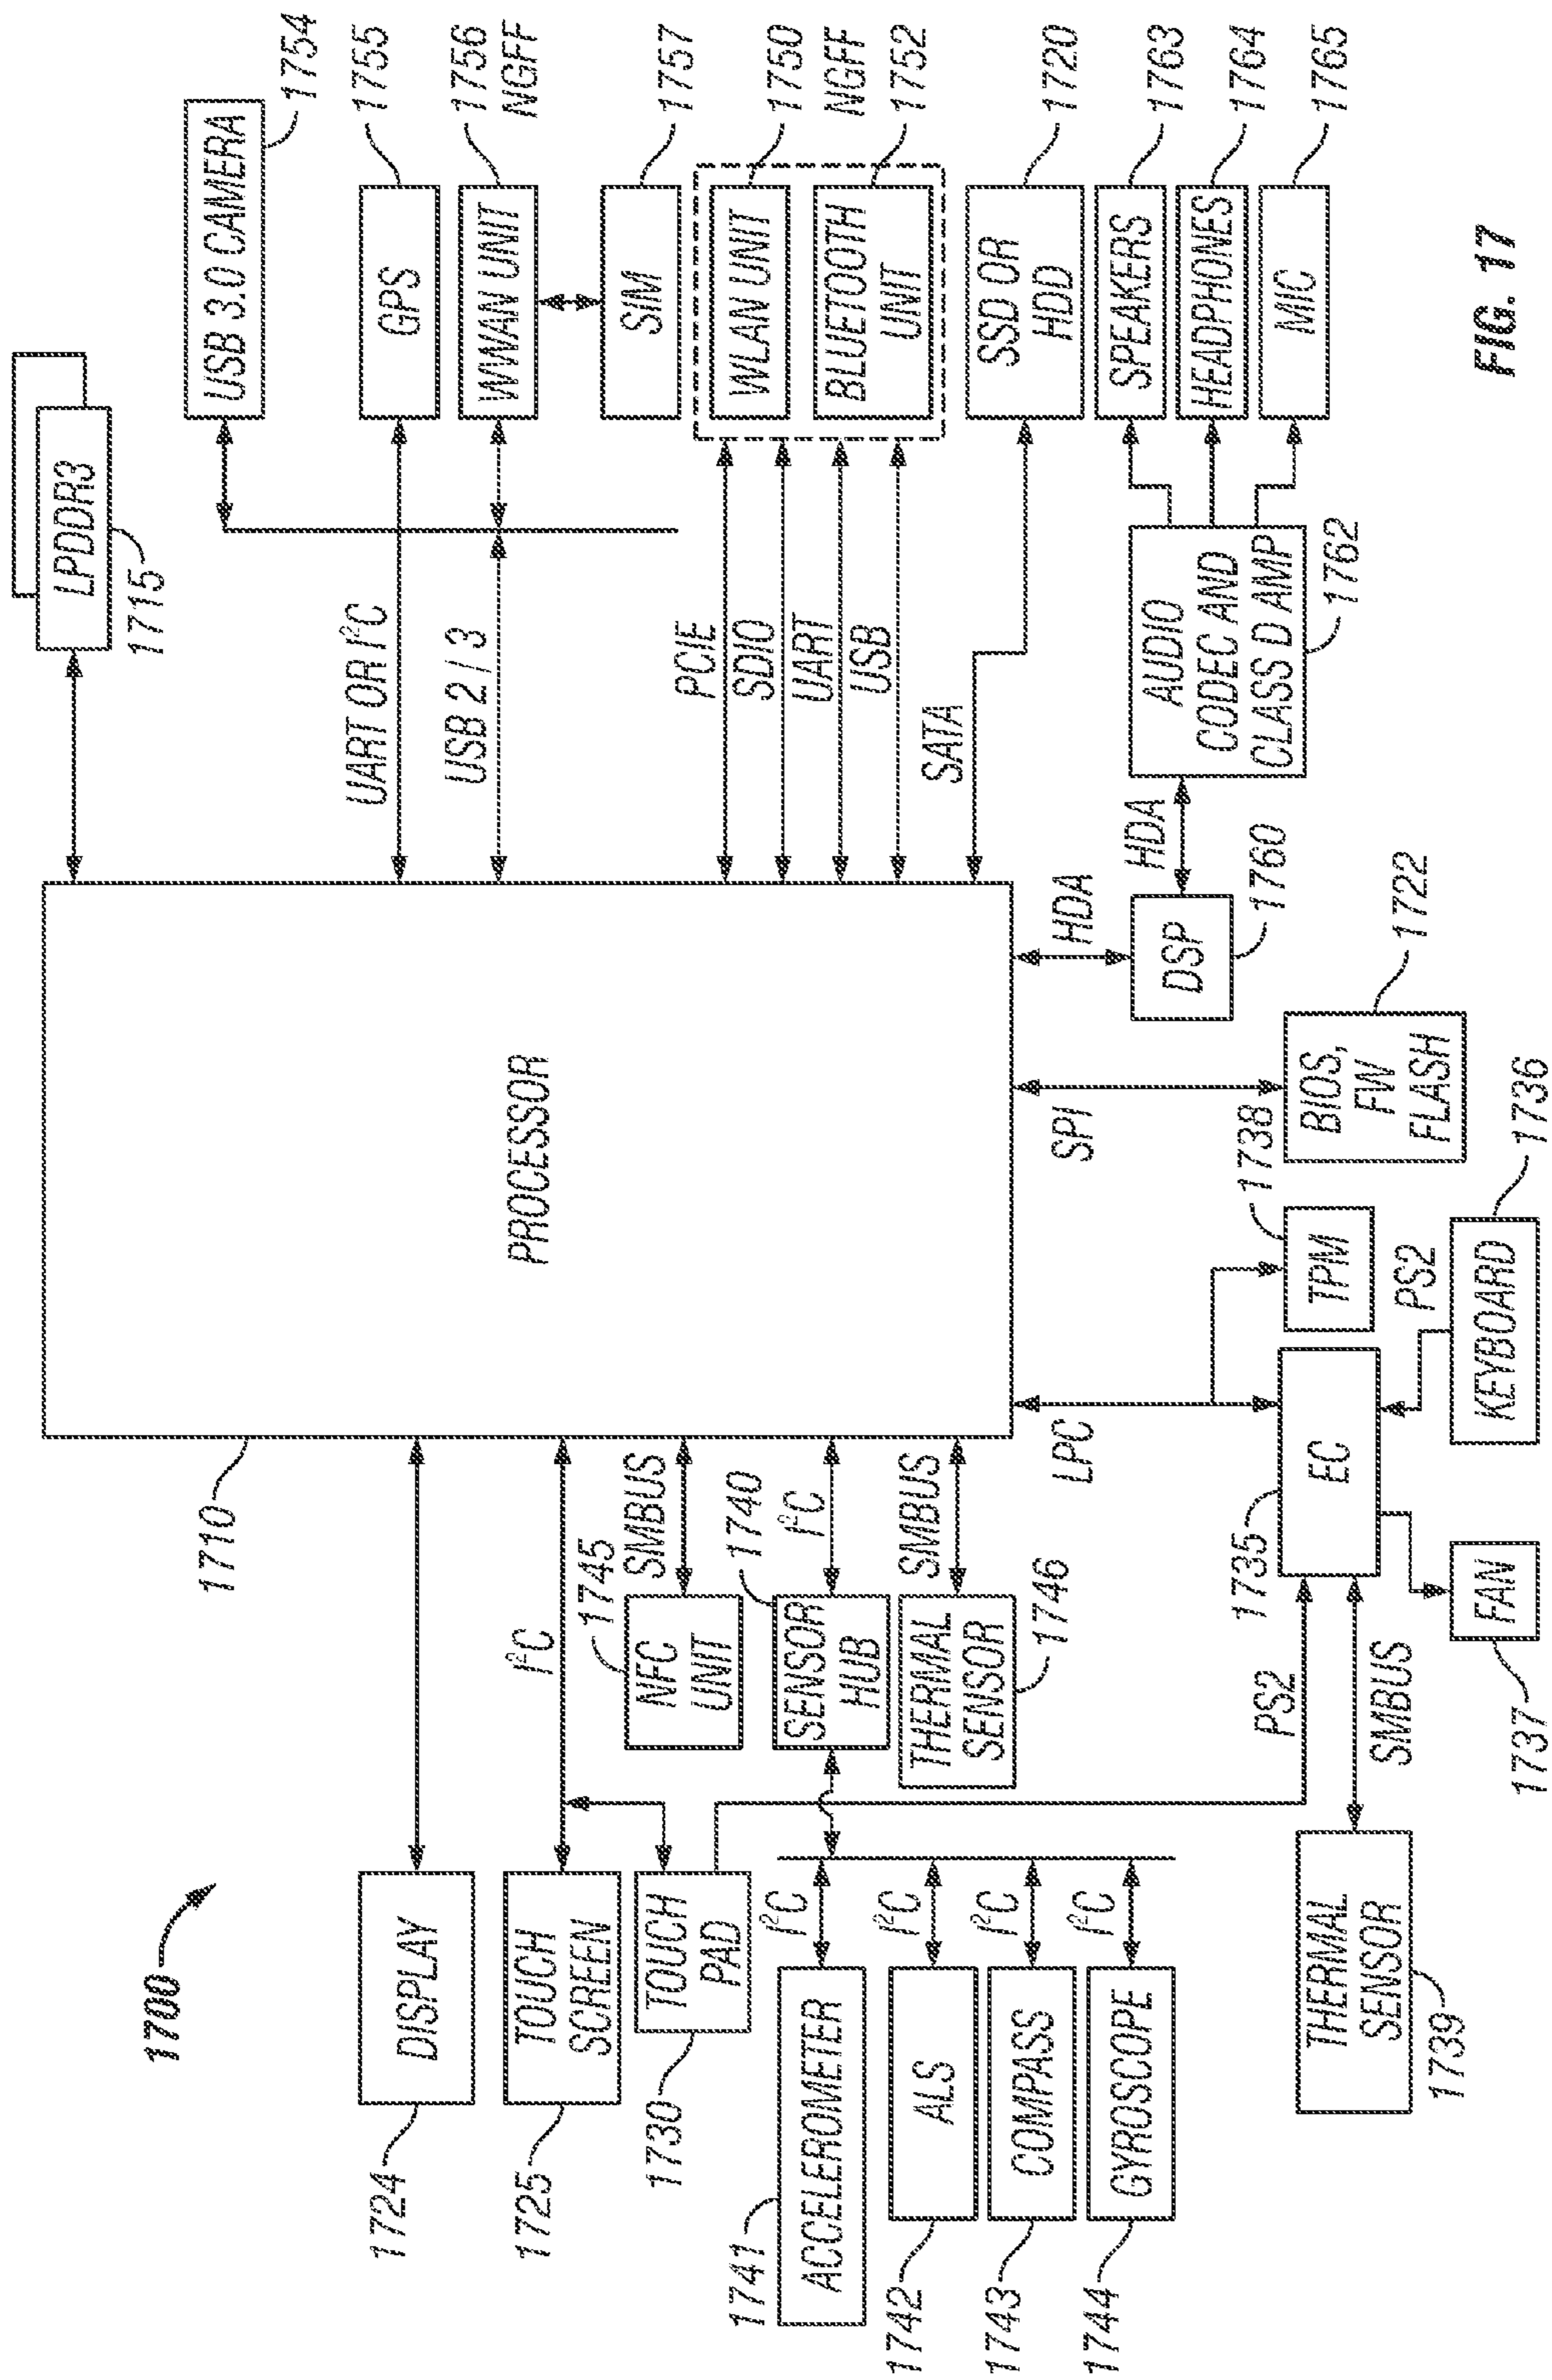 1700
LPDDR3
1715
1710
PROCESSOR
DISPLAY
1724
TOUCH
SCREEN
1725
I²C
TOUCH
PAD
1730
NFC
UNIT
1745
SMBUS
SENSOR
HUB
1740
I²C
THERMAL
SENSOR
1746
SMBUS
ACCELEROMETER
1741
I²C
ALS
1742
I²C
COMPASS
1743
I²C
GYROSCOPE
1744
I²C
THERMAL
SENSOR
1739
SMBUS
PS2
EC
1735
FAN
1737
LPC
TPM
1738
KEYBOARD
1736
PS2
SPI
BIOS,
FW
FLASH
1722
HDA
DSP
1760
HDA
AUDIO
CODEC AND
CLASS D AMP
1762
USB 3.0 CAMERA
1754
UART OR I²C
GPS
1755
USB 2 / 3
WWAN UNIT
1756
NGFF
SIM
1757
PCIE
SDIO
UART
USB
WLAN UNIT
1750
NGFF
BLUETOOTH
UNIT
1752
SATA
SSD OR
HDD
1720
SPEAKERS
1763
HEADPHONES
1764
MIC
1765
FIG. 17